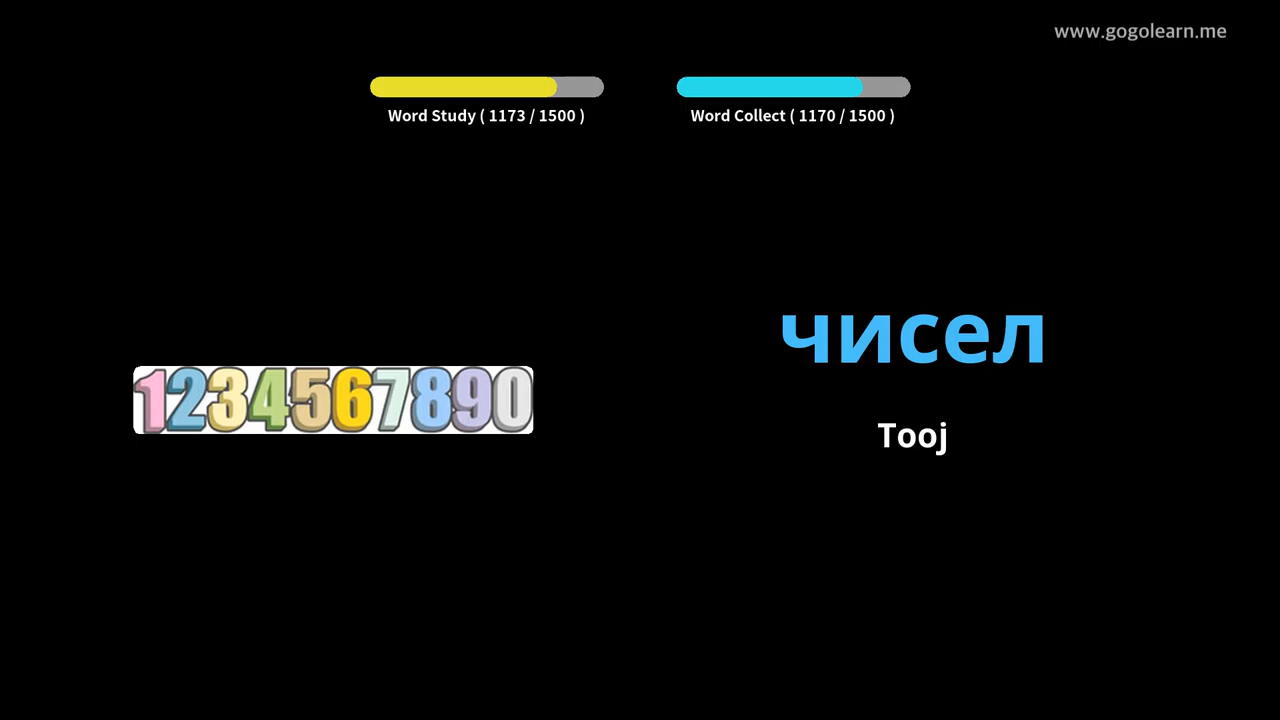 www.gogolearn.me
Word Study ( 1173 / 1500 )
Word Collect ( 1170 / 1500 )
1234567890
чисел
Tooj